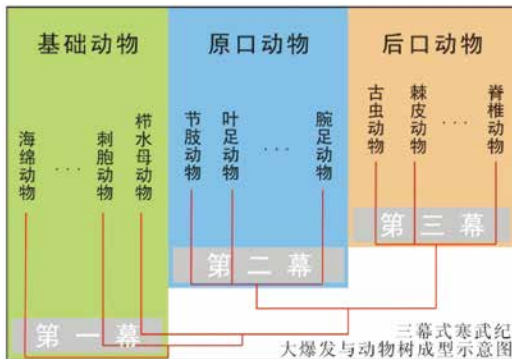 基础动物
原口动物
后口动物
海绵动物
...
刺胞动物
栉水母动物
节肢动物
叶足动物
...
腕足动物
古虫动物
棘皮动物
...
脊椎动物
第一幕
第二幕
第三幕
三幕式寒武纪
大爆发与动物树成型示意图